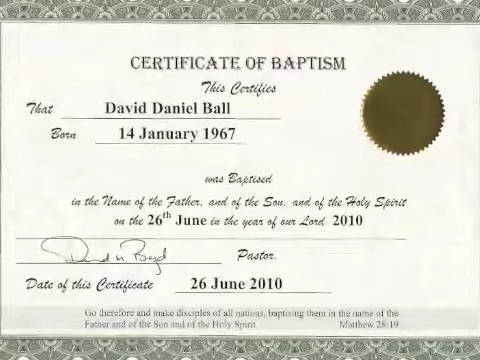 CERTIFICATE OF BAPTISM
This Certifies
That David Daniel Ball
Born 14 January 1967
was Baptised
in the Name of the Father, and of the Son, and of the Holy Spirit
on the 26th June in the year of our Lord 2010
Pastor.
Date of this Certificate 26 June 2010
Go therefore and make disciples of all nations, baptising them in the name of the
Father and of the Son and of the Holy Spirit. Matthew 28:19